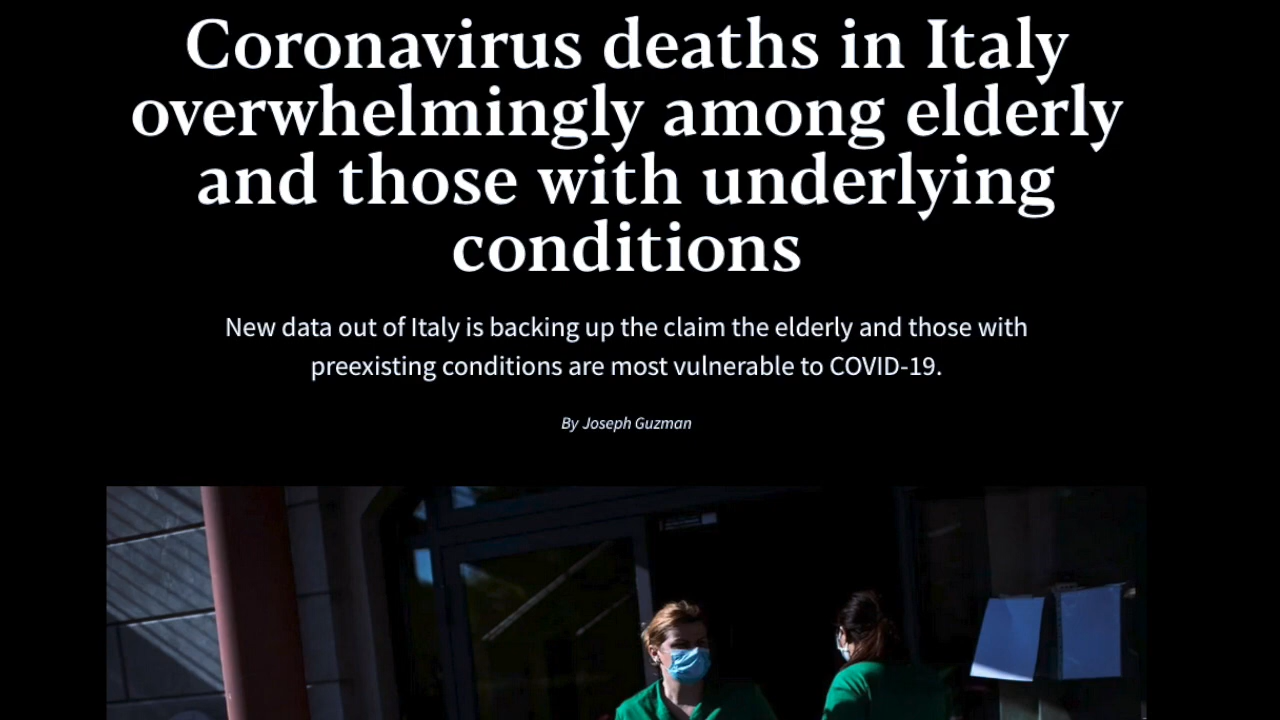 Coronavirus deaths in Italy
overwhelmingly among elderly
and those with underlying
conditions
New data out of Italy is backing up the claim the elderly and those with
preexisting conditions are most vulnerable to COVID-19.
By Joseph Guzman